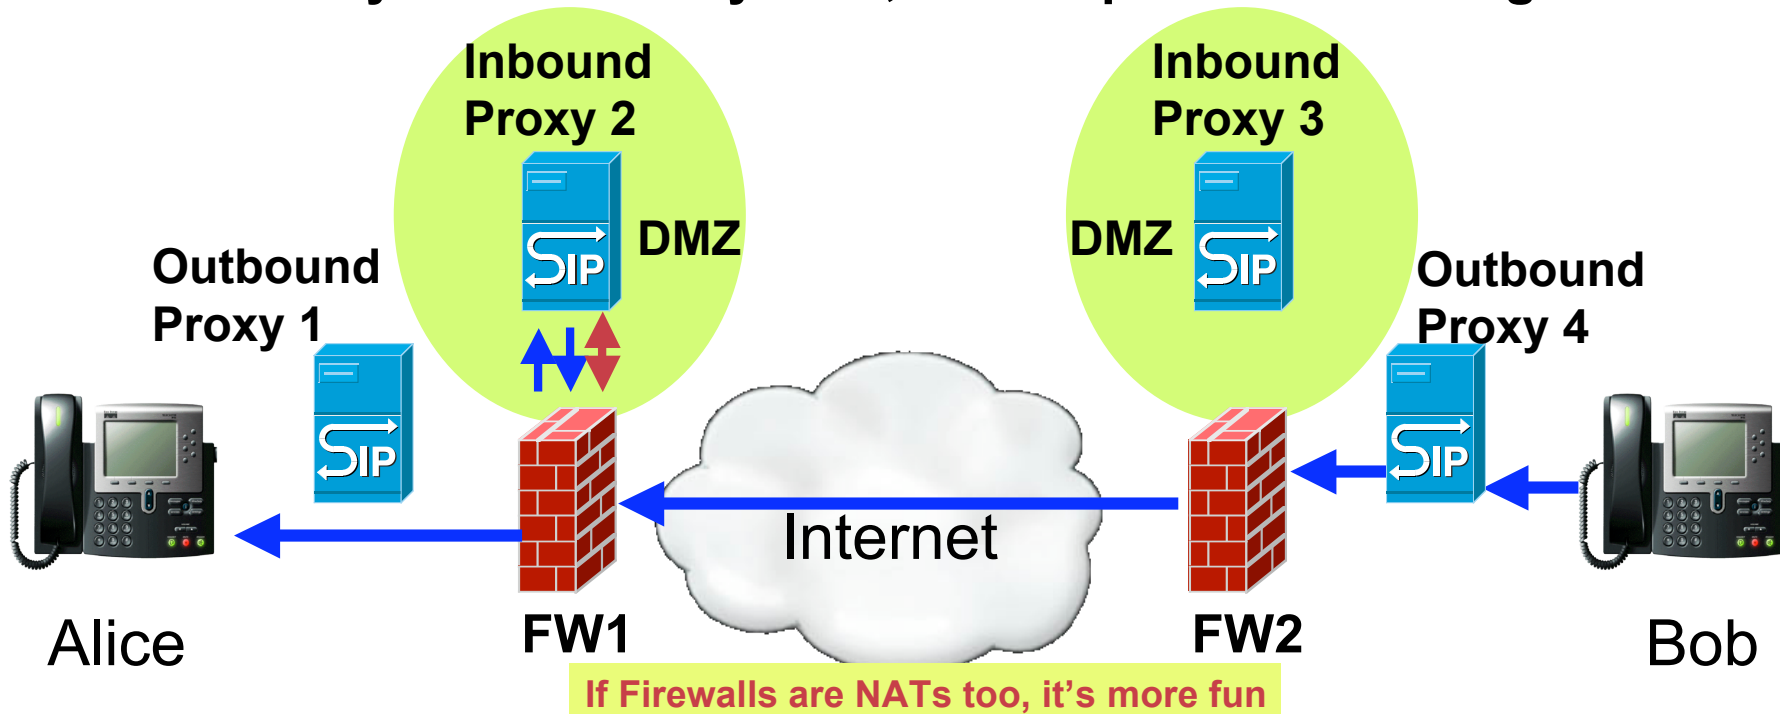 Inbound
Proxy 2
Inbound
Proxy 3
DMZ
DMZ
Outbound
Proxy 1
Outbound
Proxy 4
SIP
SIP
SIP
SIP
Internet
Alice
FW1
FW2
Bob
If Firewalls are NATs too, it's more fun